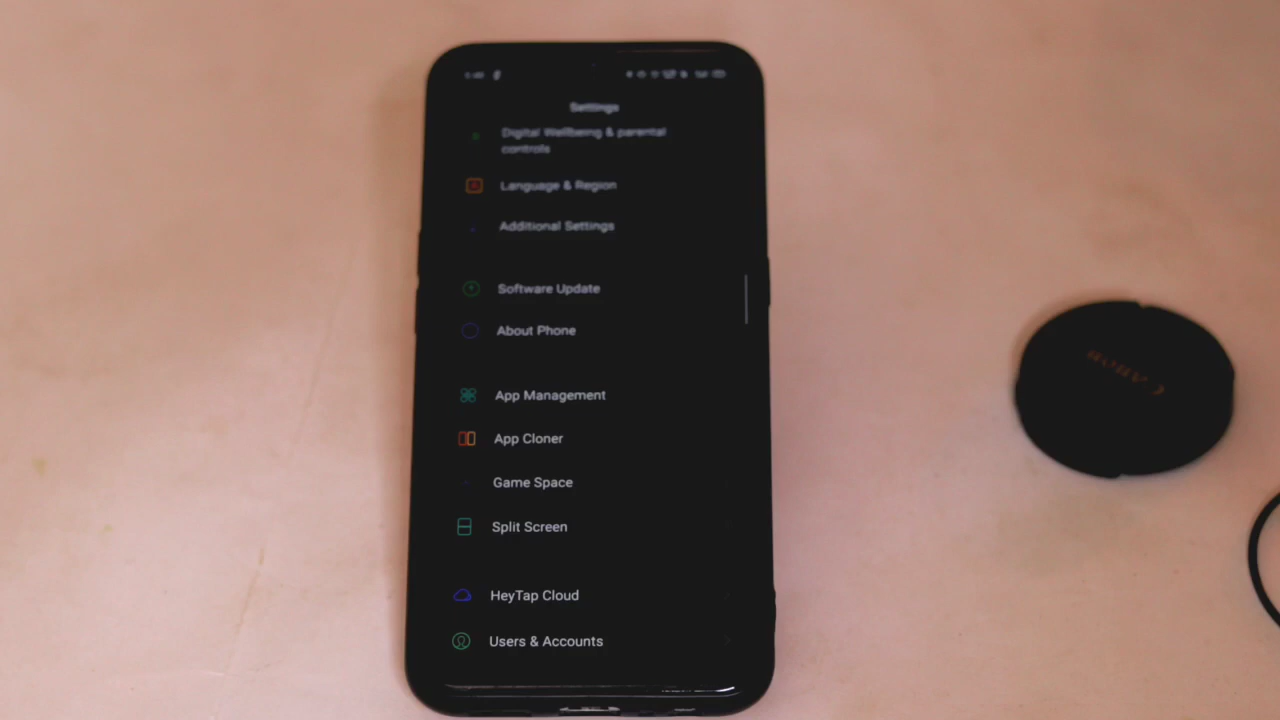 Settings
Digital Wellbeing & parental
controls
Language & Region
Additional Settings
Software Update
About Phone
App Management
App Cloner
Game Space
Split Screen
HeyTap Cloud
Users & Accounts